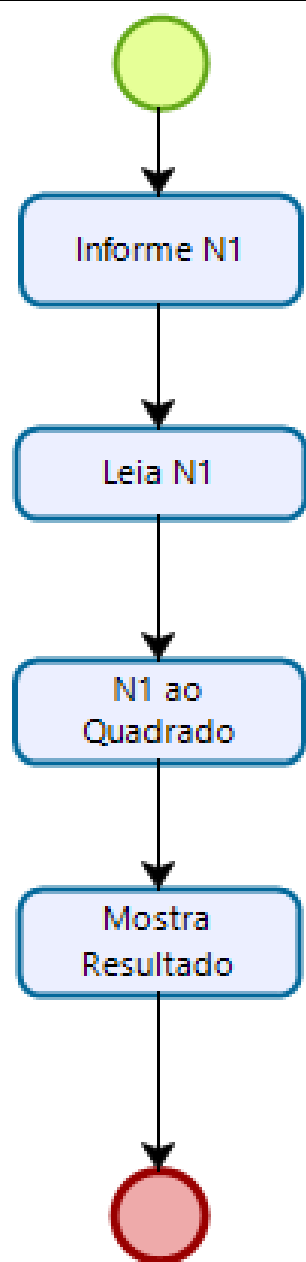 Informe N1
Leia N1
N1 ao
Quadrado
Mostra
Resultado